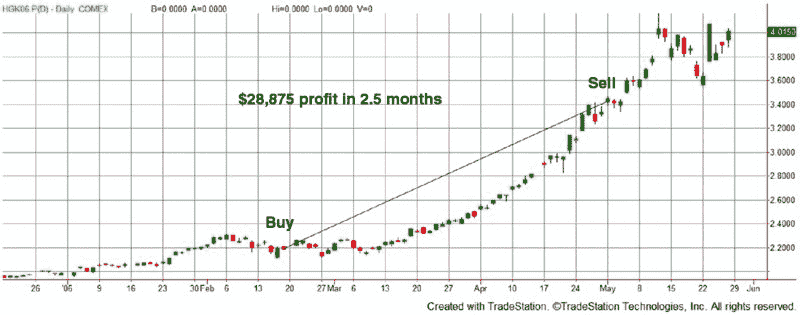 HGK06.P(D) - Daily COMEX B=0.0000 A=0.0000 Hi=0.0000 Lo=0.0000 V=0
4.0150
3.8000
Sell
3.6000
$28,875 profit in 2.5 months
3.4000
3.2000
3.0000
2.8000
2.6000
Buy
2.4000
2.2000
26 '06 9 17 23 30 Feb 6 13 20 27 Mar 6 13 20 27 Apr 10 17 24 May 8 15 22 29 Jun
Created with TradeStation. ©TradeStation Technologies, Inc. All rights reserved.